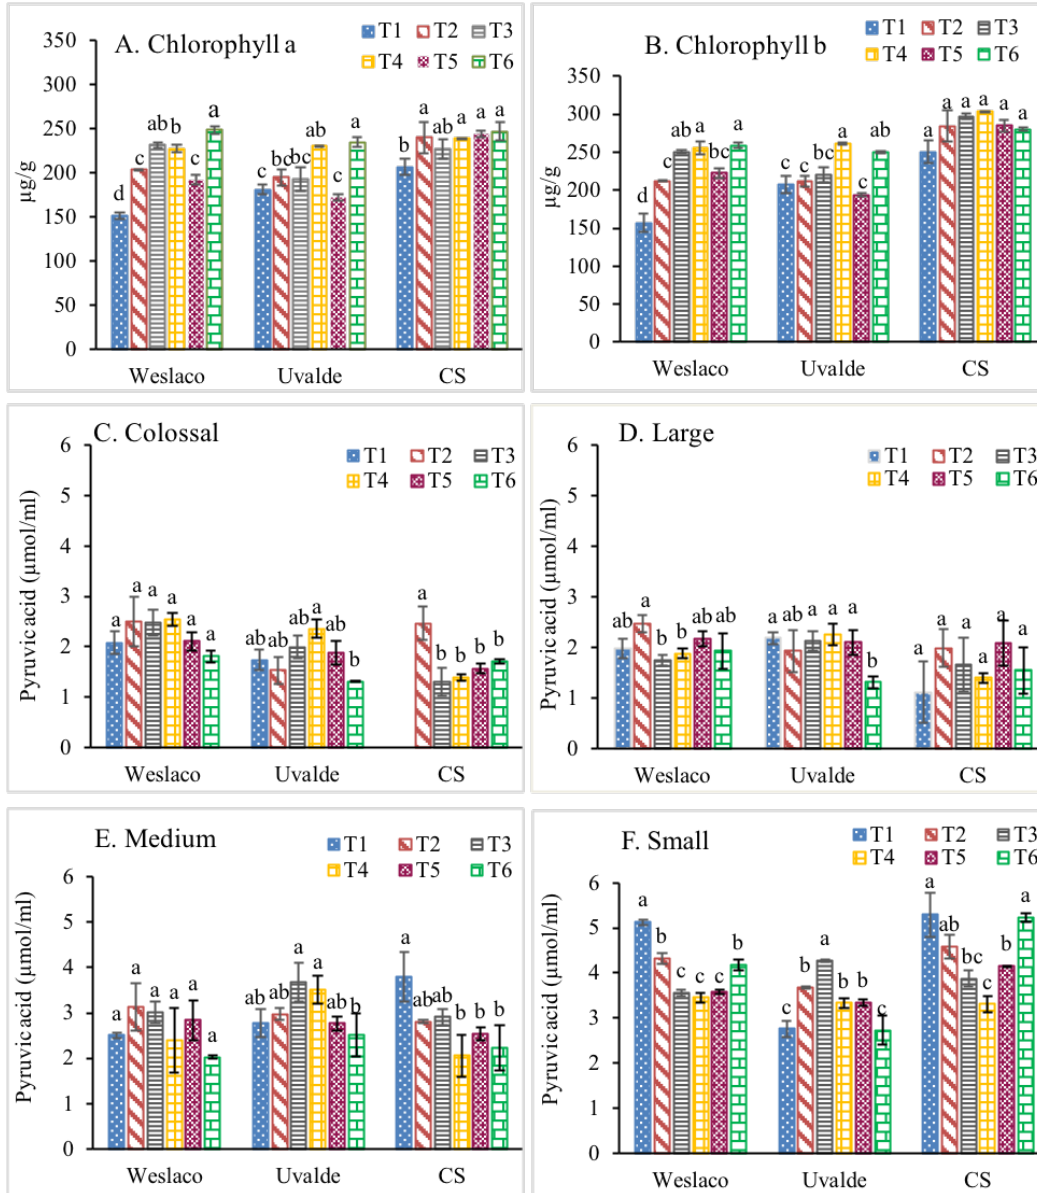 A. Chlorophyll a
T1 T2 T3
T4 T5 T6
350
300
250
200
150
100
50
0
µg/g
d c ab b c a
c bc bc ab c a
b a ab a a a
Weslaco Uvalde CS
B. Chlorophyll b
T1 T2 T3
T4 T5 T6
350
300
250
200
150
100
50
0
µg/g
d c ab a bc a
c c bc a c ab
a a a a a a
Weslaco Uvalde CS
C. Colossal
T1 T2 T3
T4 T5 T6
6
5
4
3
2
1
0
Pyruvic acid (µmol/ml)
a a a a a a
ab ab ab a ab b
a b b b b
Weslaco Uvalde CS
D. Large
T1 T2 T3
T4 T5 T6
6
5
4
3
2
1
0
Pyruvic acid (µmol/ml)
ab a b b ab ab
a ab a a a b
a a a a a a
Weslaco Uvalde CS
E. Medium
T1 T2 T3
T4 T5 T6
6
5
4
3
2
1
0
Pyruvic acid (µmol/ml)
a a a a a a
ab ab a a ab b
a ab ab b b b
Weslaco Uvalde CS
F. Small
T1 T2 T3
T4 T5 T6
6
5
4
3
2
1
0
Pyruvic acid (µmol/ml)
a b c c c b
c b a b b c
a ab bc c b a
Weslaco Uvalde CS